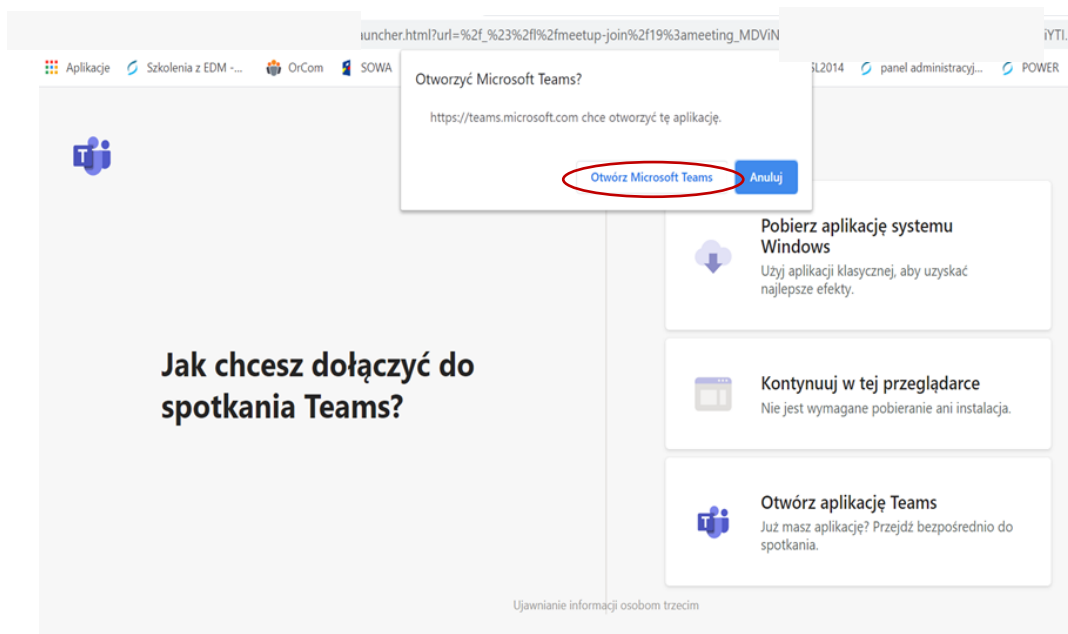 uncher.html?url=%2f_%23%2fl%2fmeetup-join%2f19%3ameeting_MDViN
iYTI.
Aplikacje Szkolenia z EDM -... OrCom SOWA SL2014 panel administracyj... POWER
Otworzyć Microsoft Teams?
https://teams.microsoft.com chce otworzyć tę aplikację.
Otwórz Microsoft Teams Anuluj
Jak chcesz dołączyć do
spotkania Teams?
Pobierz aplikację systemu
Windows
Użyj aplikacji klasycznej, aby uzyskać
najlepsze efekty.
Kontynuuj w tej przeglądarce
Nie jest wymagane pobieranie ani instalacja.
Otwórz aplikację Teams
Już masz aplikację? Przejdź bezpośrednio do
spotkania.
Ujawnianie informacji osobom trzecim